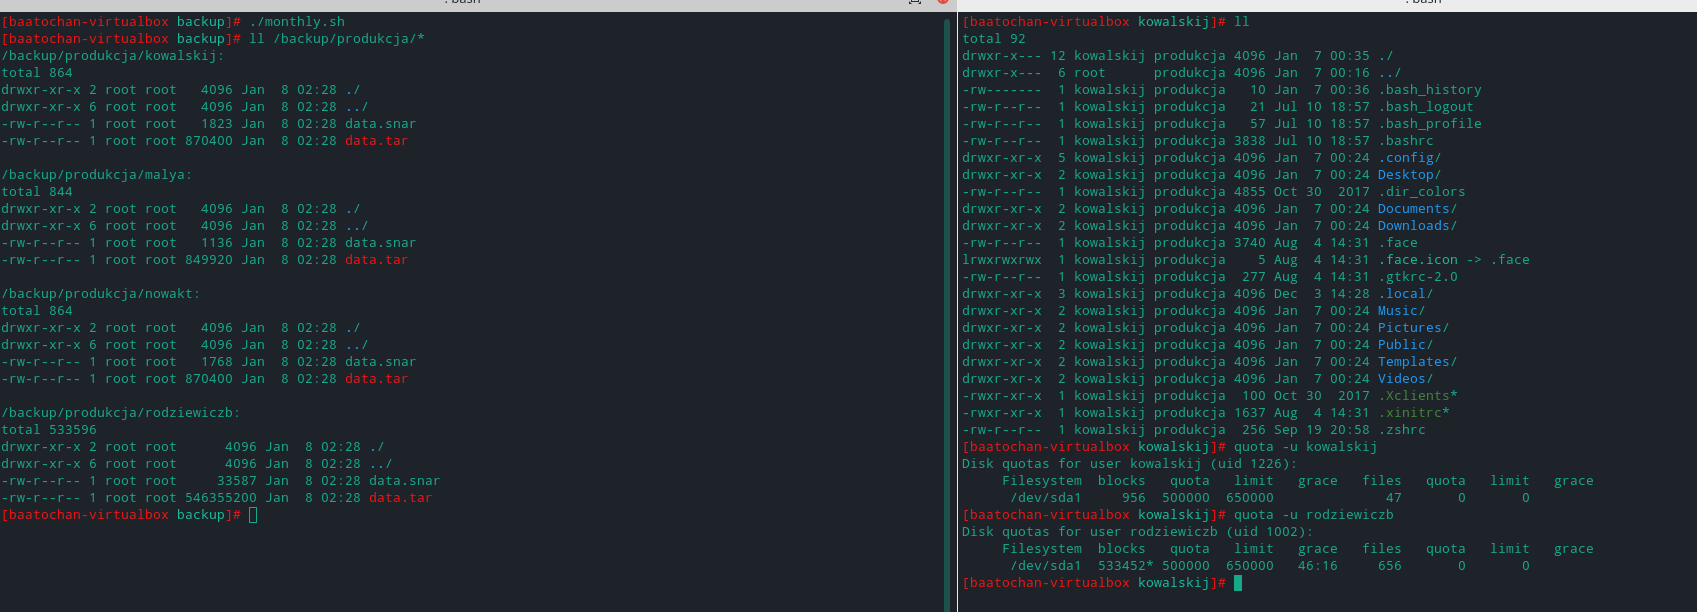 : bash
[baatochan-virtualbox backup]# ./monthly.sh
[baatochan-virtualbox backup]# ll /backup/produkcja/*
/backup/produkcja/kowalskij:
total 864
drwxr-xr-x 2 root root   4096 Jan  8 02:28 ./
drwxr-xr-x 6 root root   4096 Jan  8 02:28 ../
-rw-r--r-- 1 root root   1823 Jan  8 02:28 data.snar
-rw-r--r-- 1 root root 870400 Jan  8 02:28 data.tar

/backup/produkcja/malya:
total 844
drwxr-xr-x 2 root root   4096 Jan  8 02:28 ./
drwxr-xr-x 6 root root   4096 Jan  8 02:28 ../
-rw-r--r-- 1 root root   1136 Jan  8 02:28 data.snar
-rw-r--r-- 1 root root 849920 Jan  8 02:28 data.tar

/backup/produkcja/nowakt:
total 864
drwxr-xr-x 2 root root   4096 Jan  8 02:28 ./
drwxr-xr-x 6 root root   4096 Jan  8 02:28 ../
-rw-r--r-- 1 root root   1768 Jan  8 02:28 data.snar
-rw-r--r-- 1 root root 870400 Jan  8 02:28 data.tar

/backup/produkcja/rodziewiczb:
total 533596
drwxr-xr-x 2 root root      4096 Jan  8 02:28 ./
drwxr-xr-x 6 root root      4096 Jan  8 02:28 ../
-rw-r--r-- 1 root root     33587 Jan  8 02:28 data.snar
-rw-r--r-- 1 root root 546355200 Jan  8 02:28 data.tar
[baatochan-virtualbox backup]#
: bash
[baatochan-virtualbox kowalskij]# ll
total 92
drwxr-x--- 12 kowalskij produkcja 4096 Jan  7 00:35 ./
drwxr-x---  6 root      produkcja 4096 Jan  7 00:16 ../
-rw-------  1 kowalskij produkcja   10 Jan  7 00:36 .bash_history
-rw-r--r--  1 kowalskij produkcja   21 Jul 10 18:57 .bash_logout
-rw-r--r--  1 kowalskij produkcja   57 Jul 10 18:57 .bash_profile
-rw-r--r--  1 kowalskij produkcja 3838 Jul 10 18:57 .bashrc
drwxr-xr-x  5 kowalskij produkcja 4096 Jan  7 00:24 .config/
drwxr-xr-x  2 kowalskij produkcja 4096 Jan  7 00:24 Desktop/
-rw-r--r--  1 kowalskij produkcja 4855 Oct 30  2017 .dir_colors
drwxr-xr-x  2 kowalskij produkcja 4096 Jan  7 00:24 Documents/
drwxr-xr-x  2 kowalskij produkcja 4096 Jan  7 00:24 Downloads/
-rw-r--r--  1 kowalskij produkcja 3740 Aug  4 14:31 .face
lrwxrwxrwx  1 kowalskij produkcja    5 Aug  4 14:31 .face.icon -> .face
-rw-r--r--  1 kowalskij produkcja  277 Aug  4 14:31 .gtkrc-2.0
drwxr-xr-x  3 kowalskij produkcja 4096 Dec  3 14:28 .local/
drwxr-xr-x  2 kowalskij produkcja 4096 Jan  7 00:24 Music/
drwxr-xr-x  2 kowalskij produkcja 4096 Jan  7 00:24 Pictures/
drwxr-xr-x  2 kowalskij produkcja 4096 Jan  7 00:24 Public/
drwxr-xr-x  2 kowalskij produkcja 4096 Jan  7 00:24 Templates/
drwxr-xr-x  2 kowalskij produkcja 4096 Jan  7 00:24 Videos/
-rwxr-xr-x  1 kowalskij produkcja  100 Oct 30  2017 .Xclients*
-rwxr-xr-x  1 kowalskij produkcja 1637 Aug  4 14:31 .xinitrc*
-rw-r--r--  1 kowalskij produkcja  256 Sep 19 20:58 .zshrc
[baatochan-virtualbox kowalskij]# quota -u kowalskij
Disk quotas for user kowalskij (uid 1226):
     Filesystem  blocks   quota   limit   grace   files   quota   limit   grace
      /dev/sda1     956  500000  650000              47       0       0
[baatochan-virtualbox kowalskij]# quota -u rodziewiczb
Disk quotas for user rodziewiczb (uid 1002):
     Filesystem  blocks   quota   limit   grace   files   quota   limit   grace
      /dev/sda1  533452* 500000  650000   46:16     656       0       0
[baatochan-virtualbox kowalskij]#